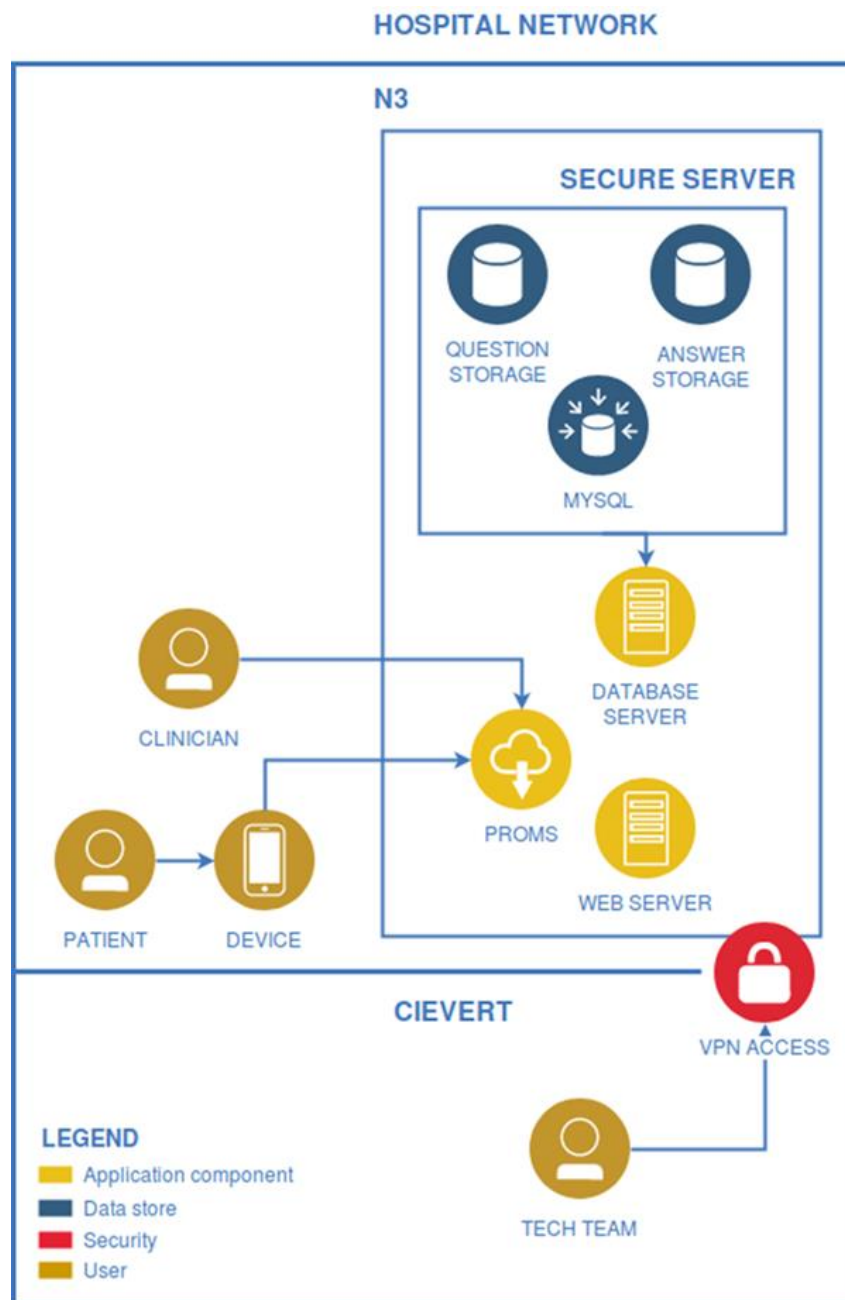 HOSPITAL NETWORK
N3
SECURE SERVER
QUESTION
STORAGE
ANSWER
STORAGE
MYSQL
DATABASE
SERVER
CLINICIAN
PROMS
WEB SERVER
PATIENT
DEVICE
CIEVERT
VPN ACCESS
TECH TEAM
LEGEND
Application component
Data store
Security
User